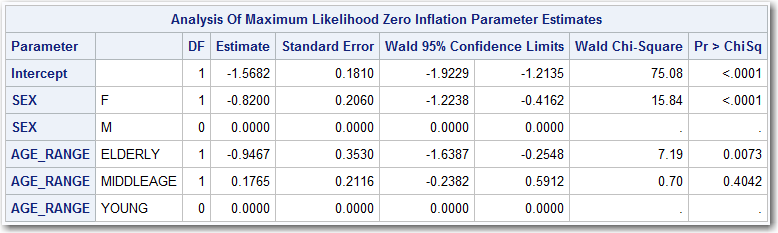 Analysis Of Maximum Likelihood Zero Inflation Parameter Estimates
Parameter DF Estimate Standard Error Wald 95% Confidence Limits Wald Chi-Square Pr > ChiSq
Intercept 1 -1.5682 0.1810 -1.9229 -1.2135 75.08 <.0001
SEX F 1 -0.8200 0.2060 -1.2238 -0.4162 15.84 <.0001
SEX M 0 0.0000 0.0000 0.0000 0.0000 . .
AGE_RANGE ELDERLY 1 -0.9467 0.3530 -1.6387 -0.2548 7.19 0.0073
AGE_RANGE MIDDLEAGE 1 0.1765 0.2116 -0.2382 0.5912 0.70 0.4042
AGE_RANGE YOUNG 0 0.0000 0.0000 0.0000 0.0000 . .